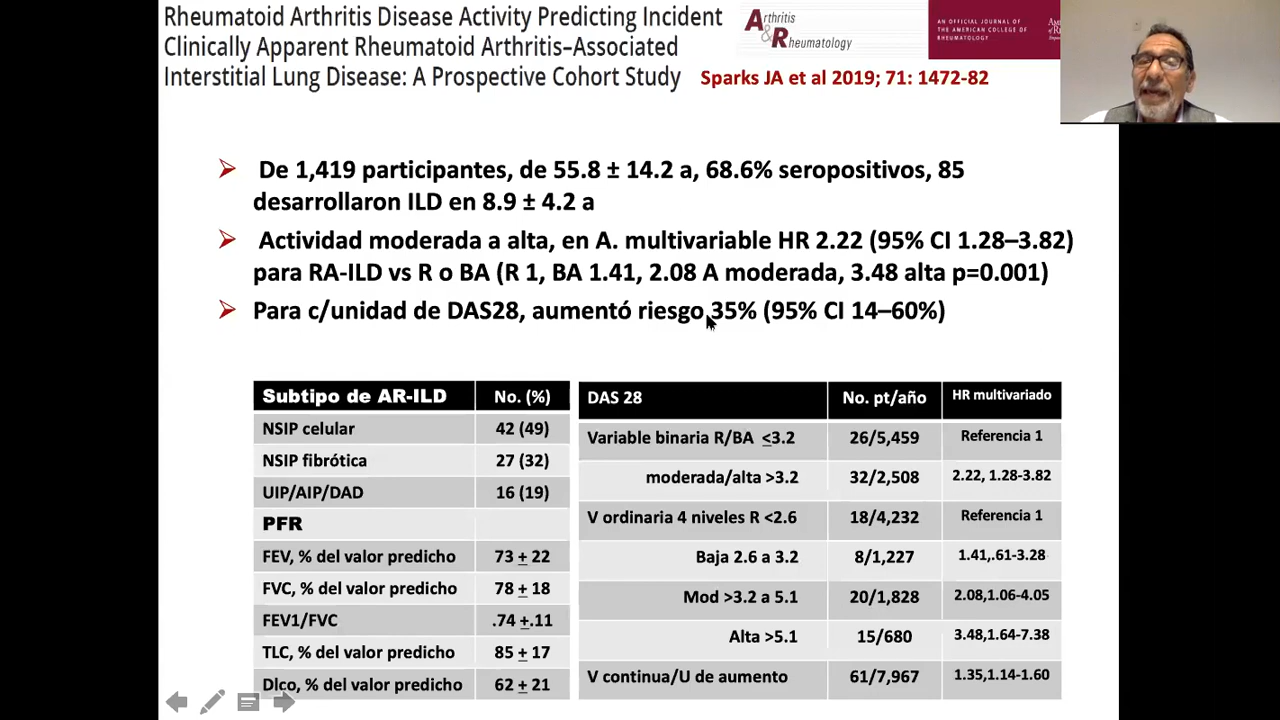 Rheumatoid Arthritis Disease Activity Predicting Incident
Clinically Apparent Rheumatoid Arthritis–Associated
Interstitial Lung Disease: A Prospective Cohort Study
Sparks JA et al 2019; 71: 1472-82
Arthritis
& Rheumatology
AN OFFICIAL JOURNAL OF
THE AMERICAN COLLEGE OF
RHEUMATOLOGY
De 1,419 participantes, de 55.8 ± 14.2 a, 68.6% seropositivos, 85
desarrollaron ILD en 8.9 ± 4.2 a
Actividad moderada a alta, en A. multivariable HR 2.22 (95% CI 1.28–3.82)
para RA-ILD vs R o BA (R 1, BA 1.41, 2.08 A moderada, 3.48 alta p=0.001)
Para c/unidad de DAS28, aumentó riesgo 35% (95% CI 14–60%)
Subtipo de AR-ILD No. (%)
NSIP celular 42 (49)
NSIP fibrótica 27 (32)
UIP/AIP/DAD 16 (19)
PFR
FEV, % del valor predicho 73 ± 22
FVC, % del valor predicho 78 ± 18
FEV1/FVC .74 ±.11
TLC, % del valor predicho 85 ± 17
Dlco, % del valor predicho 62 ± 21
DAS 28 No. pt/año HR multivariado
Variable binaria R/BA ≤3.2 26/5,459 Referencia 1
moderada/alta >3.2 32/2,508 2.22, 1.28-3.82
V ordinaria 4 niveles R <2.6 18/4,232 Referencia 1
Baja 2.6 a 3.2 8/1,227 1.41,.61-3.28
Mod >3.2 a 5.1 20/1,828 2.08,1.06-4.05
Alta >5.1 15/680 3.48,1.64-7.38
V continua/U de aumento 61/7,967 1.35,1.14-1.60